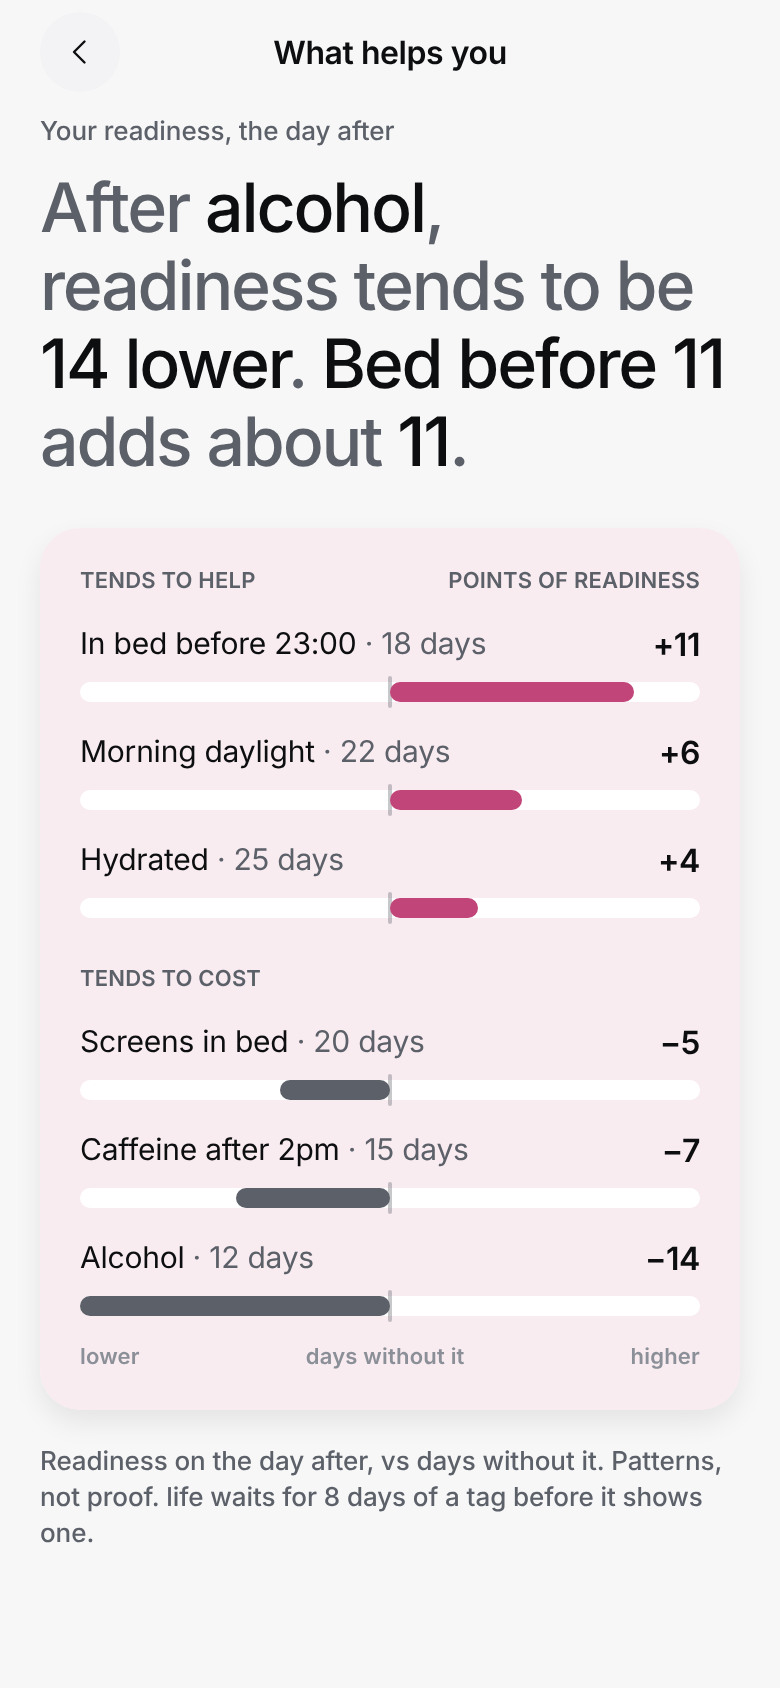 What helps you
Your readiness, the day after
After alcohol,
readiness tends to be
14 lower. Bed before 11
adds about 11.
TENDS TO HELP POINTS OF READINESS
In bed before 23:00 · 18 days +11
Morning daylight · 22 days +6
Hydrated · 25 days +4
TENDS TO COST
Screens in bed · 20 days −5
Caffeine after 2pm · 15 days −7
Alcohol · 12 days −14
lower days without it higher
Readiness on the day after, vs days without it. Patterns,
not proof. life waits for 8 days of a tag before it shows
one.